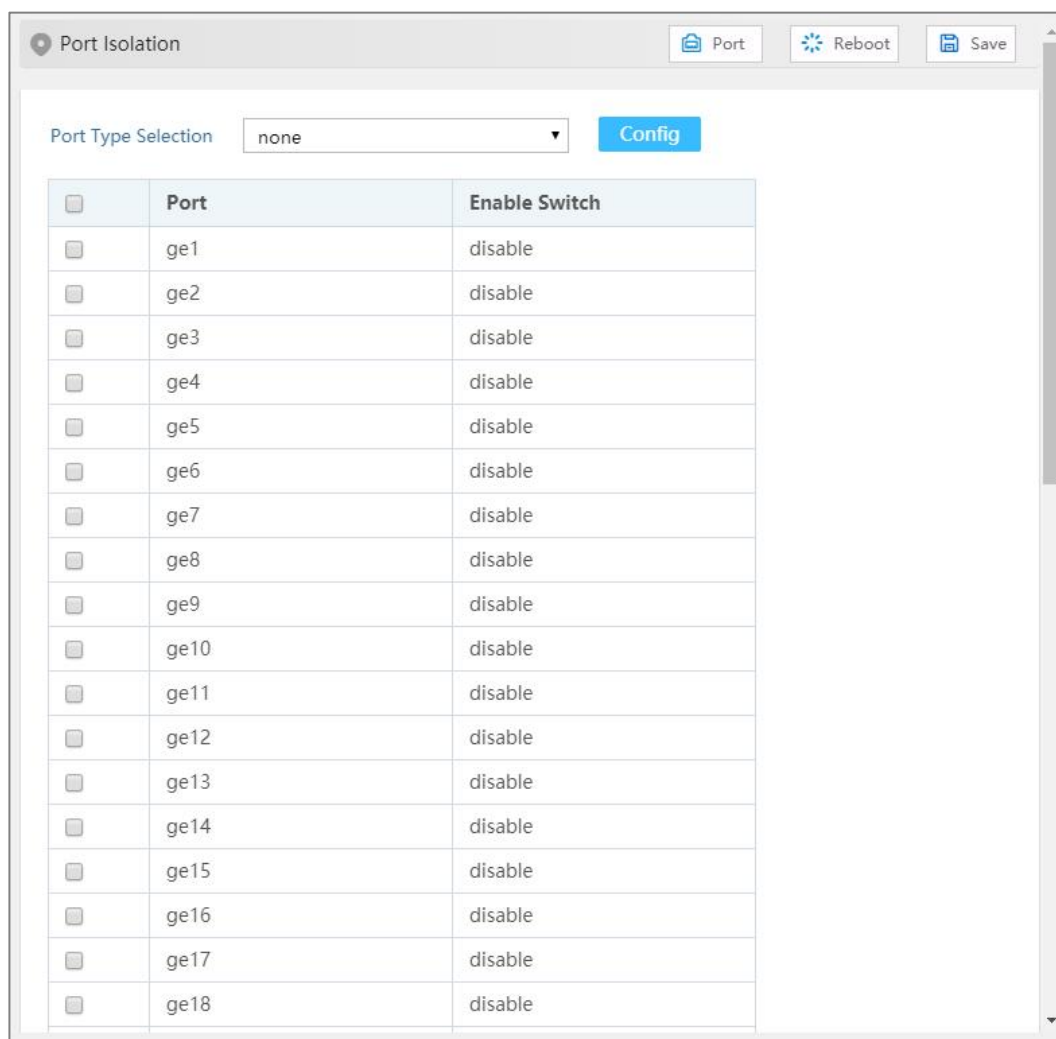 Port Isolation Port Reboot Save
Port Type Selection none Config
Port Enable Switch
ge1 disable
ge2 disable
ge3 disable
ge4 disable
ge5 disable
ge6 disable
ge7 disable
ge8 disable
ge9 disable
ge10 disable
ge11 disable
ge12 disable
ge13 disable
ge14 disable
ge15 disable
ge16 disable
ge17 disable
ge18 disable